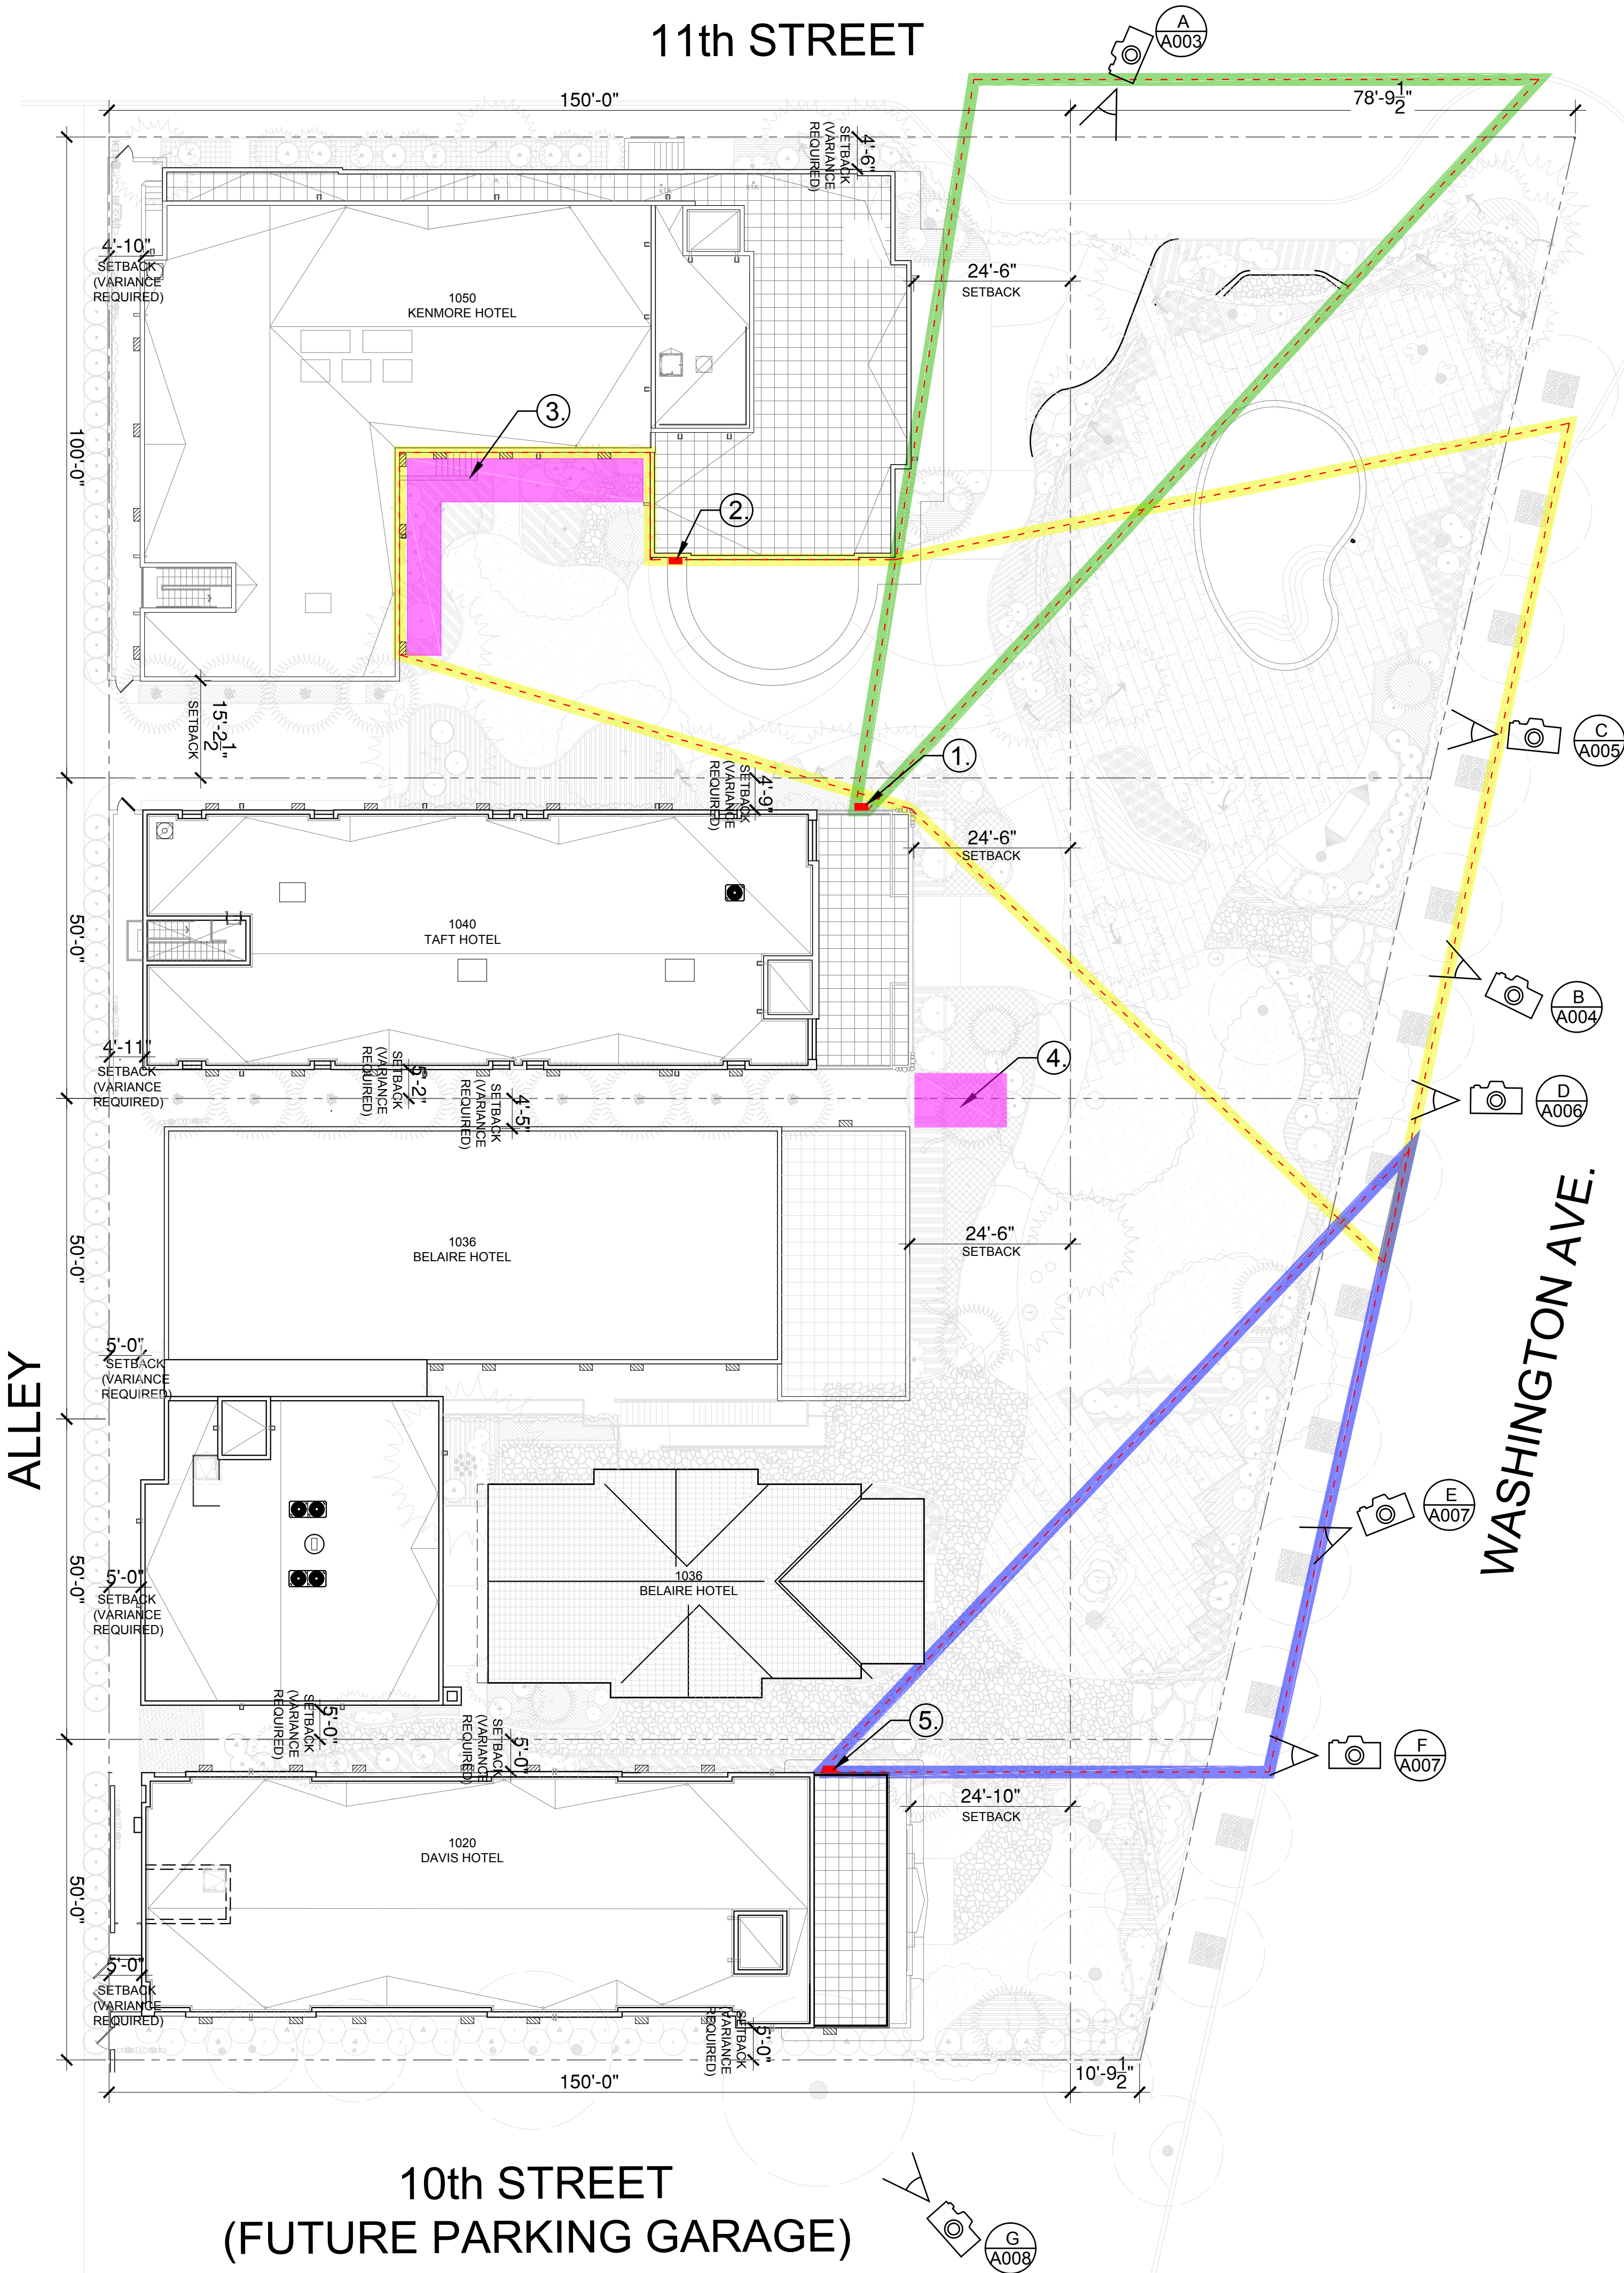 11th STREET
A
A003
150'-0"
78'-9 1/2"
4'-6"
SETBACK
(VARIANCE
REQUIRED)
4'-10"
SETBACK
(VARIANCE
REQUIRED)
1050
KENMORE HOTEL
24'-6"
SETBACK
3.
2.
100'-0"
15'-2 1/2"
SETBACK
C
A005
1.
4'-9"
SETBACK
(VARIANCE
REQUIRED)
24'-6"
SETBACK
50'-0"
1040
TAFT HOTEL
B
A004
4'-11"
SETBACK
(VARIANCE
REQUIRED)
5'-2"
SETBACK
(VARIANCE
REQUIRED)
4'-5"
SETBACK
(VARIANCE
REQUIRED)
4.
D
A006
50'-0"
1036
BELAIRE HOTEL
24'-6"
SETBACK
WASHINGTON AVE.
ALLEY
5'-0"
SETBACK
(VARIANCE
REQUIRED)
E
A007
50'-0"
5'-0"
SETBACK
(VARIANCE
REQUIRED)
1036
BELAIRE HOTEL
5'-0"
SETBACK
(VARIANCE
REQUIRED)
5'-0"
SETBACK
(VARIANCE
REQUIRED)
5.
F
A007
24'-10"
SETBACK
50'-0"
1020
DAVIS HOTEL
5'-0"
SETBACK
(VARIANCE
REQUIRED)
5'-0"
SETBACK
(VARIANCE
REQUIRED)
150'-0"
10'-9 1/2"
10th STREET
(FUTURE PARKING GARAGE)
G
A008